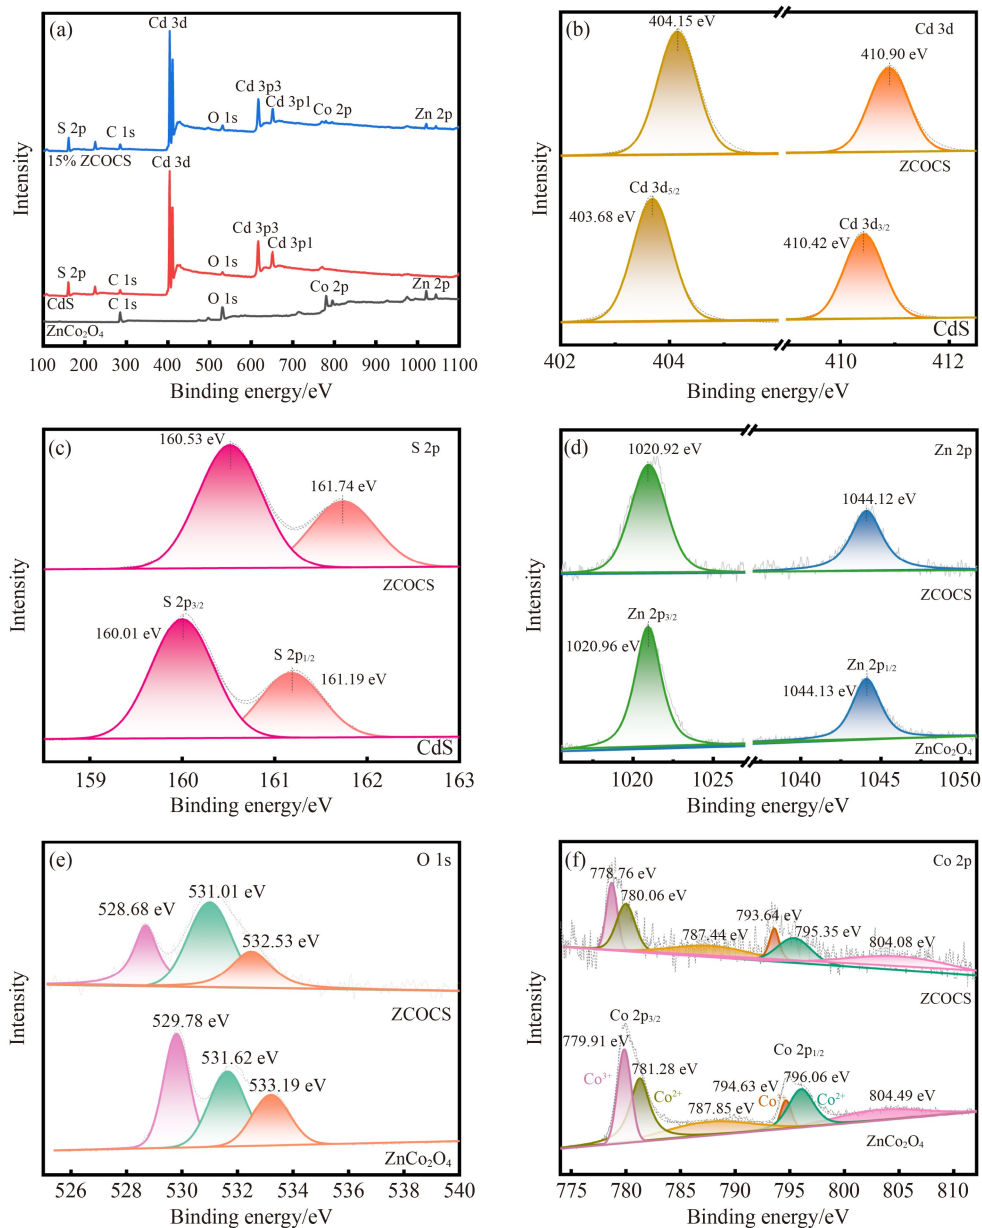 (a)
Cd 3d
Cd 3p3
Cd 3p1
O 1s
Co 2p
Zn 2p
S 2p
C 1s
15% ZCOCS
Cd 3d
Cd 3p3
Cd 3p1
O 1s
S 2p
C 1s
CdS
C 1s
O 1s
Co 2p
Zn 2p
ZnCo₂O₄
Intensity
100 200 300 400 500 600 700 800 900 1000 1100
Binding energy/eV
(b)
404.15 eV
Cd 3d
410.90 eV
ZCOCS
Cd 3d₅/₂
403.68 eV
Cd 3d₃/₂
410.42 eV
CdS
Intensity
402 404 410 412
Binding energy/eV
(c)
160.53 eV
S 2p
161.74 eV
ZCOCS
S 2p₃/₂
160.01 eV
S 2p₁/₂
161.19 eV
CdS
Intensity
159 160 161 162 163
Binding energy/eV
(d)
1020.92 eV
Zn 2p
1044.12 eV
ZCOCS
Zn 2p₃/₂
1020.96 eV
Zn 2p₁/₂
1044.13 eV
ZnCo₂O₄
Intensity
1020 1025 1040 1045 1050
Binding energy/eV
(e)
O 1s
528.68 eV
531.01 eV
532.53 eV
ZCOCS
529.78 eV
531.62 eV
533.19 eV
ZnCo₂O₄
Intensity
526 528 530 532 534 536 538 540
Binding energy/eV
(f)
Co 2p
778.76 eV
780.06 eV
787.44 eV
793.64 eV
795.35 eV
804.08 eV
ZCOCS
Co 2p₃/₂
779.91 eV
Co³⁺
781.28 eV
Co²⁺
787.85 eV
Co 2p₁/₂
794.63 eV
796.06 eV
Co³⁺
Co²⁺
804.49 eV
ZnCo₂O₄
Intensity
775 780 785 790 795 800 805 810
Binding energy/eV